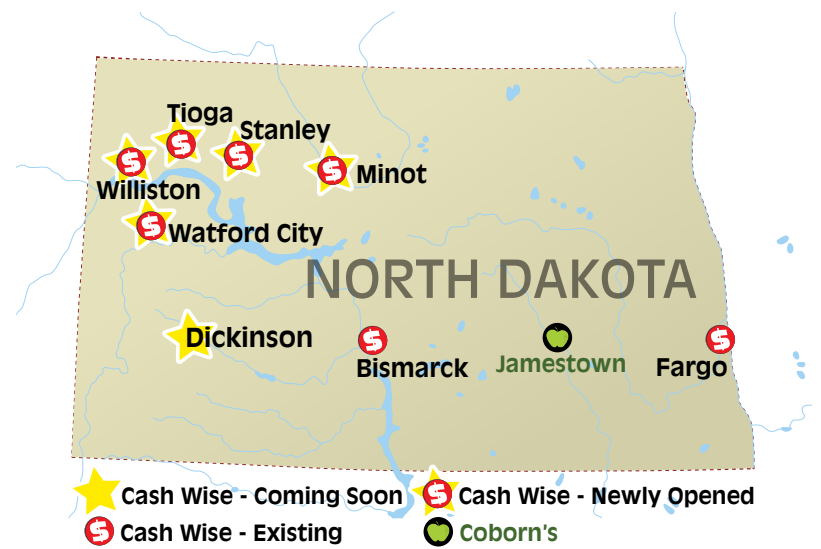 Tioga
Stanley
Minot
Williston
Watford City
NORTH DAKOTA
Dickinson
Bismarck
Jamestown
Fargo
Cash Wise - Coming Soon
Cash Wise - Newly Opened
Cash Wise - Existing
Coborn's